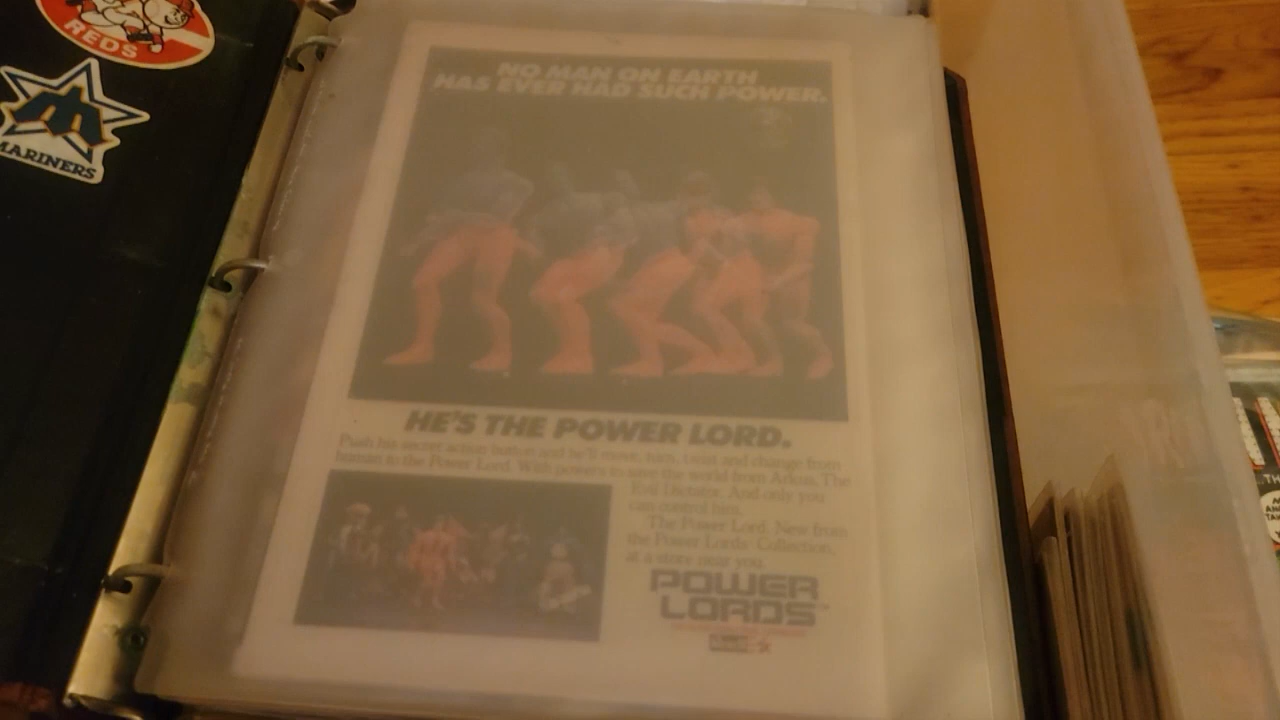 REDS
MARINERS
NO MAN ON EARTH
HAS EVER HAD SUCH POWER.
HE'S THE POWER LORD.
Push his secret action button and he'll move, turn, twist and change from
human to the Power Lord. With powers to save the world from Arkus, The
Evil Dictator. And only you
can control him.
The Power Lord. New from
the Power Lords™ Collection,
at a store near you.
POWER
LORDS™